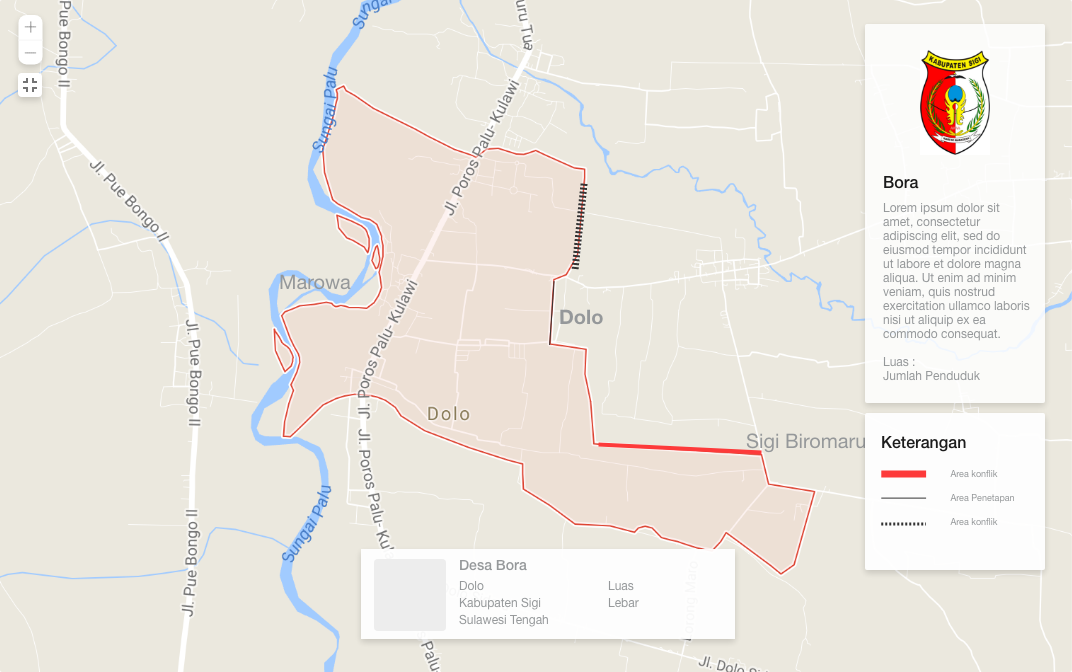 Pue Bongo II
Sungai
uru Tua
Sungai Palu
Jl. Poros Palu- Kulawi
Jl. Pue Bongo II
Marowa
Jl. Poros Palu- Kulawi
Dolo
Jl. Pue Bongo II
Dolo
Jl. P
Jl. Poros Palu- Ku
Sigi Biromaru
Sungai Palu
Jl. Pue Bongo II
Palu
Jl. Dolo
KABUPATEN SIGI
Bora
Lorem ipsum dolor sit
amet, consectetur
adipiscing elit, sed do
eiusmod tempor incididunt
ut labore et dolore magna
aliqua. Ut enim ad minim
veniam, quis nostrud
exercitation ullamco laboris
nisi ut aliquip ex ea
commodo consequat.
Luas :
Jumlah Penduduk
Keterangan
Area konflik
Area Penetapan
Area konflik
Desa Bora
Dolo
Luas
Kabupaten Sigi
Lebar
Sulawesi Tengah